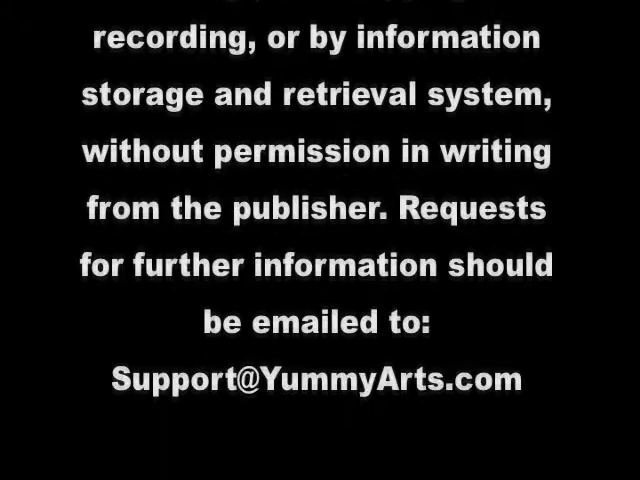 recording, or by information
storage and retrieval system,
without permission in writing
from the publisher. Requests
for further information should
be emailed to:
Support@YummyArts.com